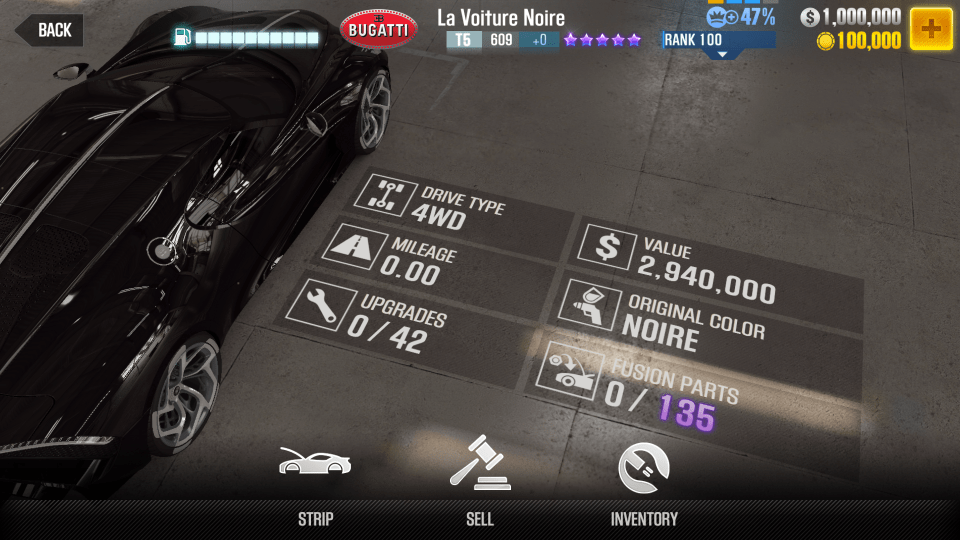 BACK
BUGATTI
La Voiture Noire
T5 609 +0
47%
RANK 100
$ 1,000,000
100,000
DRIVE TYPE
4WD
MILEAGE
0.00
UPGRADES
0 / 42
$
VALUE
2,940,000
ORIGINAL COLOR
NOIRE
FUSION PARTS
0 / 135
STRIP
SELL
INVENTORY